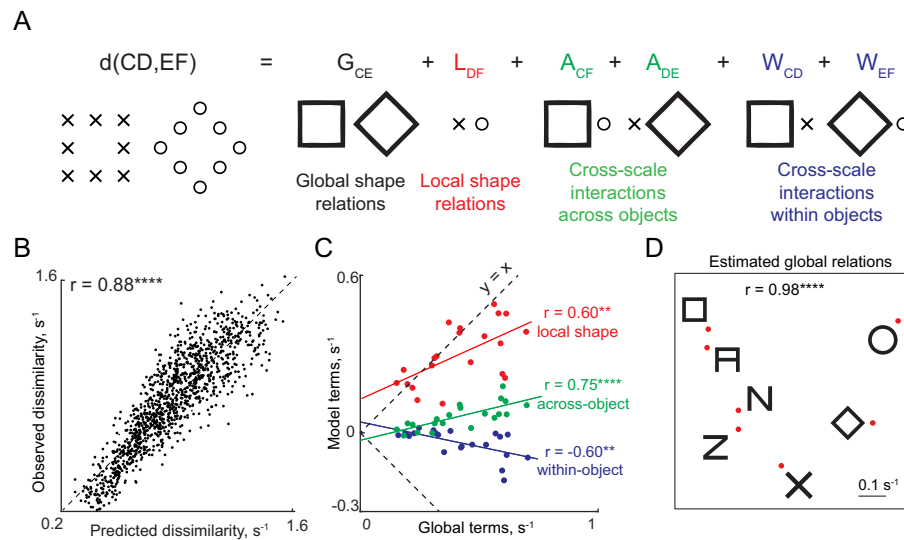 A
d(CD,EF) = G_CE + L_DF + A_CF + A_DE + W_CD + W_EF
Global shape
relations
Local shape
relations
Cross-scale
interactions
across objects
Cross-scale
interactions
within objects
B
1.6
r = 0.88****
Observed dissimilarity, s⁻¹
0.2
Predicted dissimilarity, s⁻¹
1.6
C
0.6
y = x
r = 0.60**
local shape
r = 0.75****
across-object
r = -0.60**
within-object
Model terms, s⁻¹
0
-0.3
0
Global terms, s⁻¹
1
D
Estimated global relations
r = 0.98****
0.1 s⁻¹